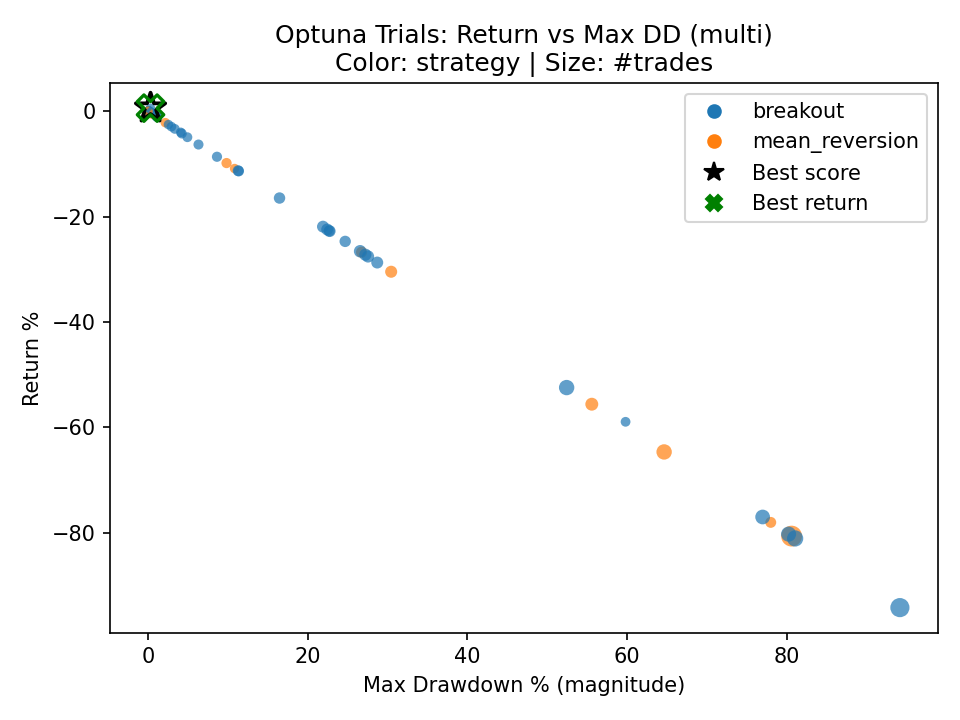 Optuna Trials: Return vs Max DD (multi)
Color: strategy | Size: #trades
breakout
mean_reversion
Best score
Best return
Return %
0
−20
−40
−60
−80
0
20
40
60
80
Max Drawdown % (magnitude)